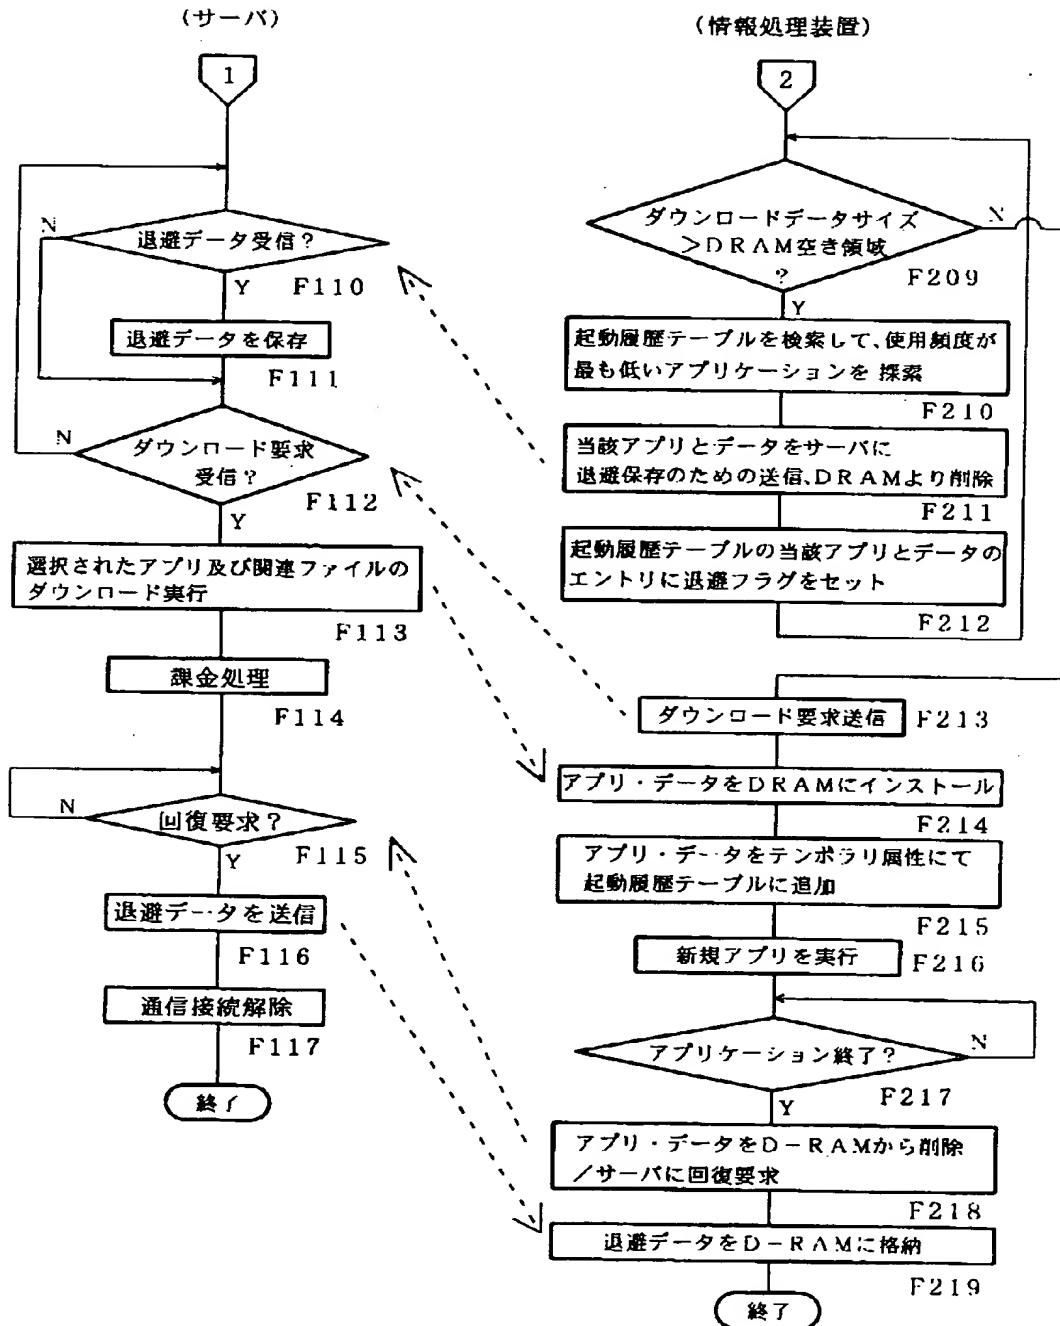 (サーバ)
1
N
退避データ受信?
Y
F110
退避データを保存
F111
N
ダウンロード要求
受信?
F112
Y
選択されたアプリ及び関連ファイルの
ダウンロード実行
F113
課金処理
F114
N
回復要求?
F115
Y
退避データを送信
F116
通信接続解除
F117
終了
(情報処理装置)
2
ダウンロードデータサイズ
>DRAM空き領域
?
N
F209
Y
起動履歴テーブルを検索して、使用頻度が
最も低いアプリケーションを探索
F210
当該アプリとデータをサーバに
退避保存のための送信、DRAMより削除
F211
起動履歴テーブルの当該アプリとデータの
エントリに退避フラグをセット
F212
ダウンロード要求送信
F213
アプリ・データをDRAMにインストール
F214
アプリ・データをテンポラリ属性にて
起動履歴テーブルに追加
F215
新規アプリを実行
F216
アプリケーション終了?
N
F217
Y
アプリ・データをD-RAMから削除
/サーバに回復要求
F218
退避データをD-RAMに格納
F219
終了